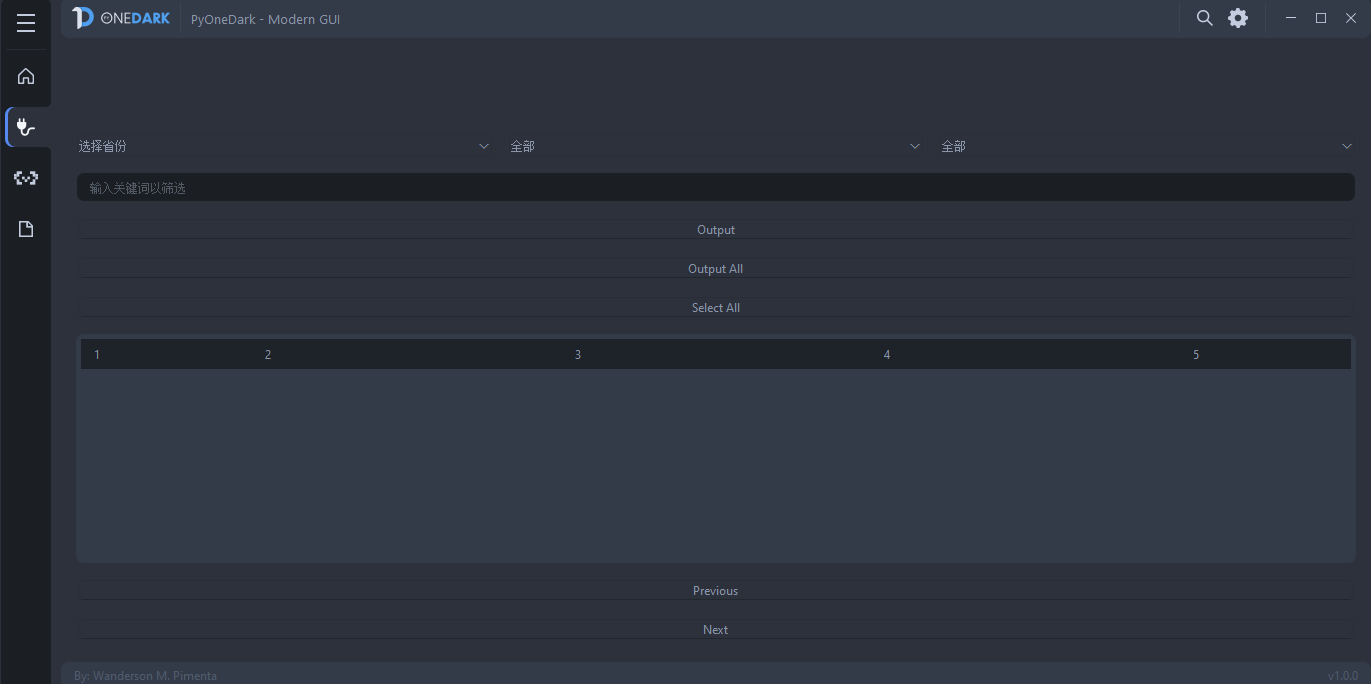 PYONEDARK PyOneDark - Modern GUI
选择省份 全部 全部
输入关键词以筛选
Output
Output All
Select All
1 2 3 4 5
Previous
Next
By: Wanderson M. Pimenta v1.0.0